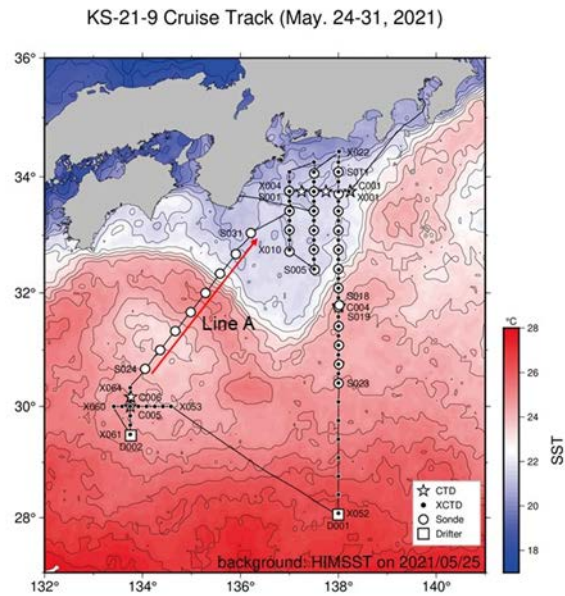 KS-21-9 Cruise Track (May. 24-31, 2021)
36°
34°
32°
30°
28°
132°
134°
136°
138°
140°
X022
S011
X004
S001
C001
X001
S031
X010
S005
S018
C004
S019
Line A
S024
S023
X064
C006
X060
X053
C005
X061
D002
X052
D001
CTD
XCTD
Sonde
Drifter
background: HIMSST on 2021/05/25
°C
28
26
24
22
20
18
SST